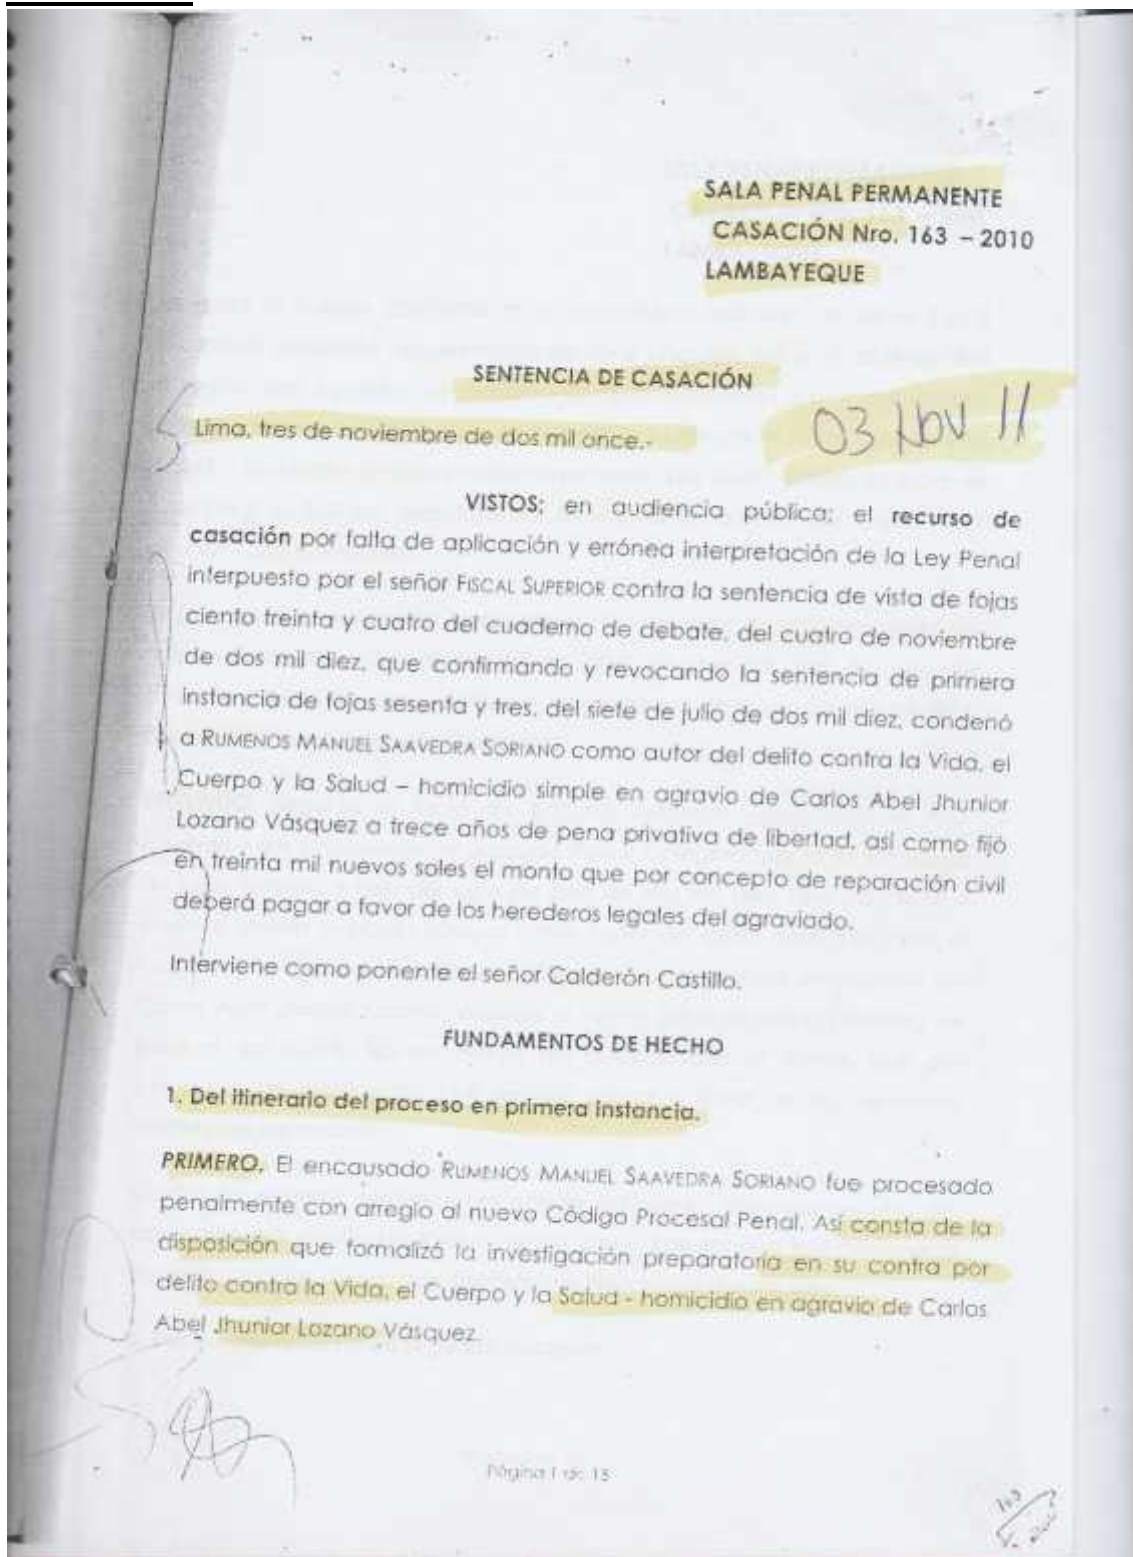 SALA PENAL PERMANENTE
CASACIÓN Nro. 163 – 2010
LAMBAYEQUE
SENTENCIA DE CASACIÓN
03 Nov 11
Lima, tres de noviembre de dos mil once.-
VISTOS; en audiencia pública; el recurso de
casación por falta de aplicación y errónea interpretación de la Ley Penal
interpuesto por el señor FISCAL SUPERIOR contra la sentencia de vista de fojas
ciento treinta y cuatro del cuaderno de debate, del cuatro de noviembre
de dos mil diez, que confirmando y revocando la sentencia de primera
instancia de fojas sesenta y tres, del siete de julio de dos mil diez, condenó
a RUMENOS MANUEL SAAVEDRA SORIANO como autor del delito contra la Vida, el
Cuerpo y la Salud – homicidio simple en agravio de Carlos Abel Jhunior
Lozano Vásquez a trece años de pena privativa de libertad, así como fijó
en treinta mil nuevos soles el monto que por concepto de reparación civil
deberá pagar a favor de los herederos legales del agraviado.
Interviene como ponente el señor Calderón Castillo.
FUNDAMENTOS DE HECHO
1. Del itinerario del proceso en primera instancia.
PRIMERO. El encausado RUMENOS MANUEL SAAVEDRA SORIANO fue procesado
penalmente con arreglo al nuevo Código Procesal Penal. Así consta de la
disposición que formalizó la investigación preparatoria en su contra por
delito contra la Vida, el Cuerpo y la Salud - homicidio en agravio de Carlos
Abel Jhunior Lozano Vásquez.
Página 1 de 15